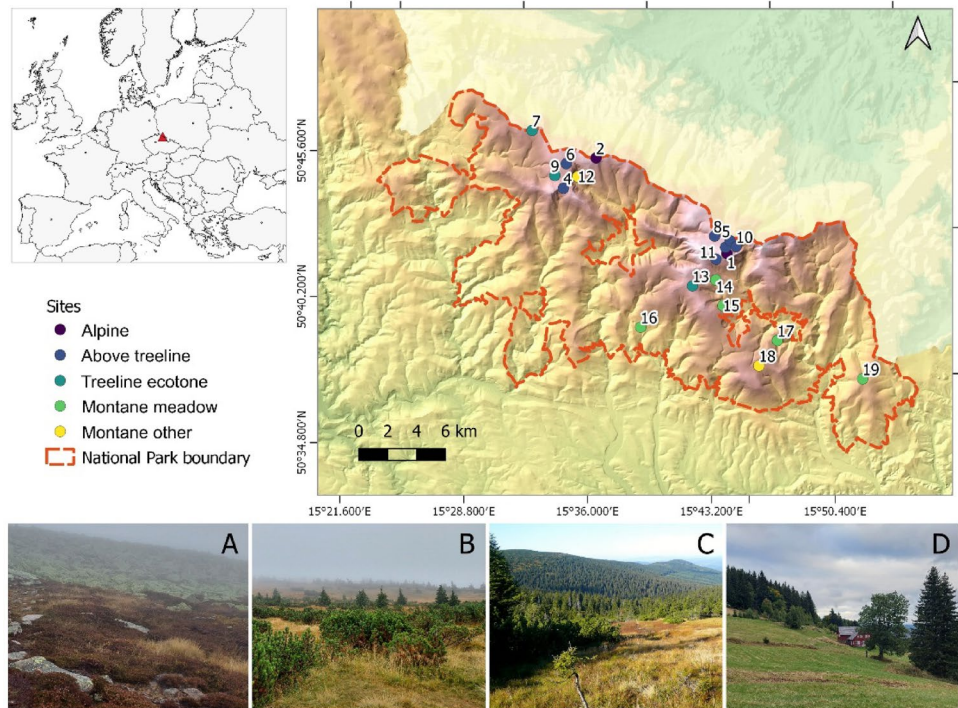 7
6
2
9
12
4
8
5
10
11
1
13
14
15
16
17
18
19
50°45.600'N
50°40.200'N
50°34.800'N
Sites
Alpine
Above treeline
Treeline ecotone
Montane meadow
Montane other
National Park boundary
0 2 4 6 km
15°21.600'E 15°28.800'E 15°36.000'E 15°43.200'E 15°50.400'E
A B C D